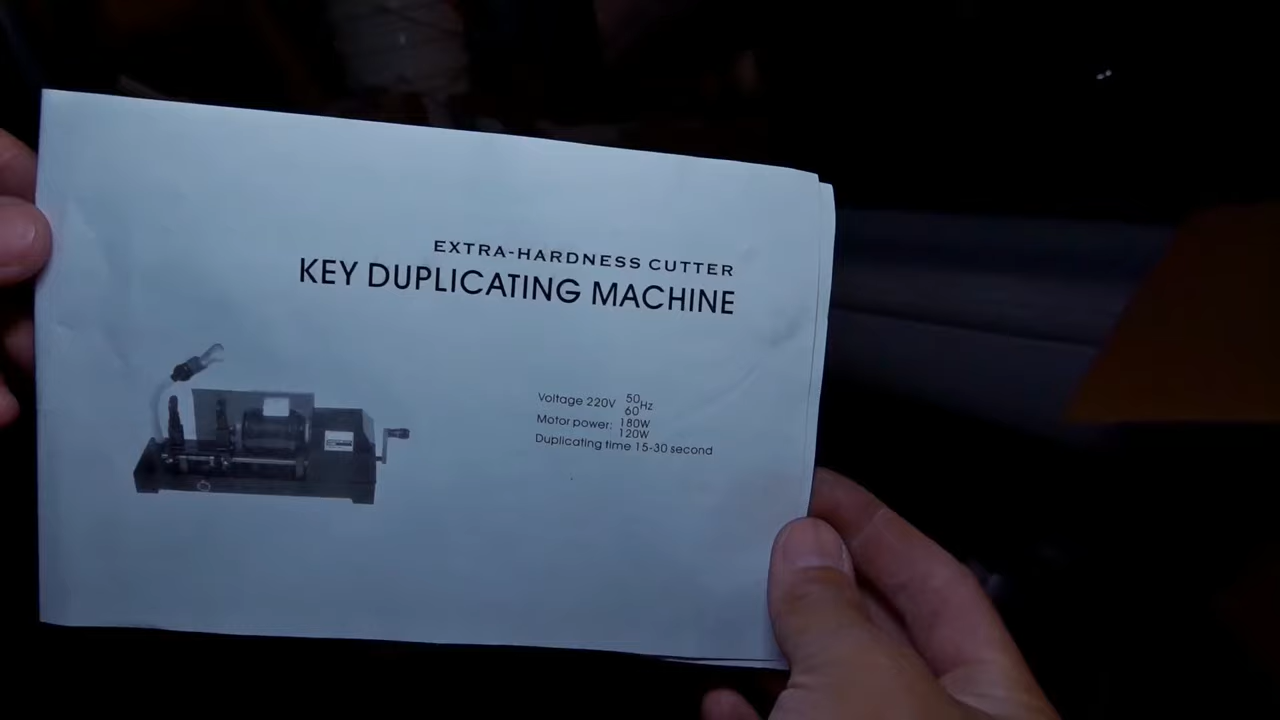 EXTRA-HARDNESS CUTTER
KEY DUPLICATING MACHINE
Voltage 220V 50/60Hz
Motor power: 180W
120W
Duplicating time 15-30 second